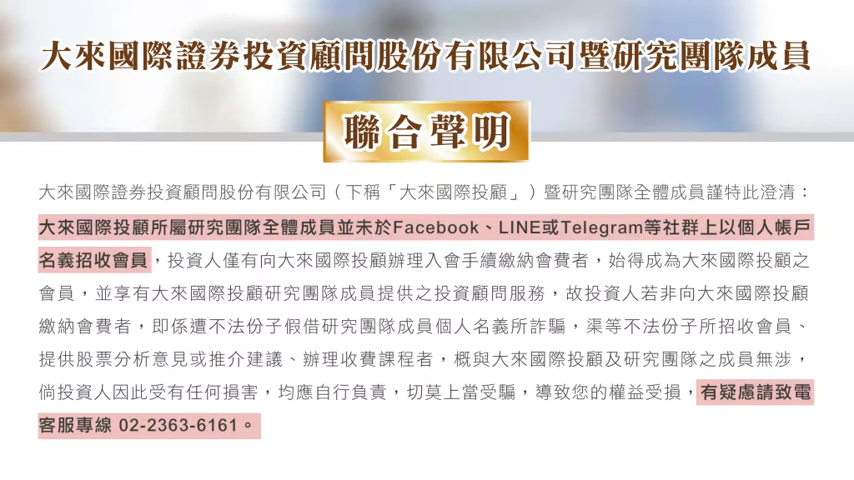 大來國際證券投資顧問股份有限公司暨研究團隊成員
聯合聲明
大來國際證券投資顧問股份有限公司（下稱「大來國際投顧」）暨研究團隊全體成員謹特此澄清：
大來國際投顧所屬研究團隊全體成員並未於Facebook、LINE或Telegram等社群上以個人帳戶
名義招收會員，投資人僅有向大來國際投顧辦理入會手續繳納會費者，始得成為大來國際投顧之
會員，並享有大來國際投顧研究團隊成員提供之投資顧問服務，故投資人若非向大來國際投顧
繳納會費者，即係遭不法份子假借研究團隊成員個人名義所詐騙，渠等不法份子所招收會員、
提供股票分析意見或推介建議、辦理收費課程者，概與大來國際投顧及研究團隊之成員無涉，
倘投資人因此受有任何損害，均應自行負責，切莫上當受騙，導致您的權益受損，有疑慮請致電
客服專線 02-2363-6161。